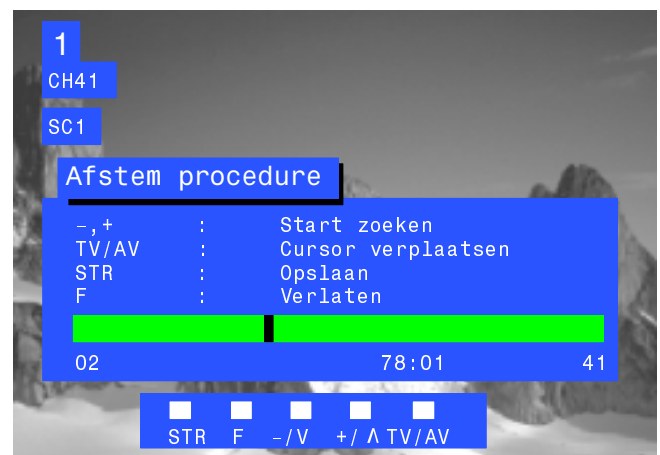 1
CH41
SC1
Afstem procedure
-,+ : Start zoeken
TV/AV : Cursor verplaatsen
STR : Opslaan
F : Verlaten
02 78:01 41
STR F -/V +/Λ TV/AV